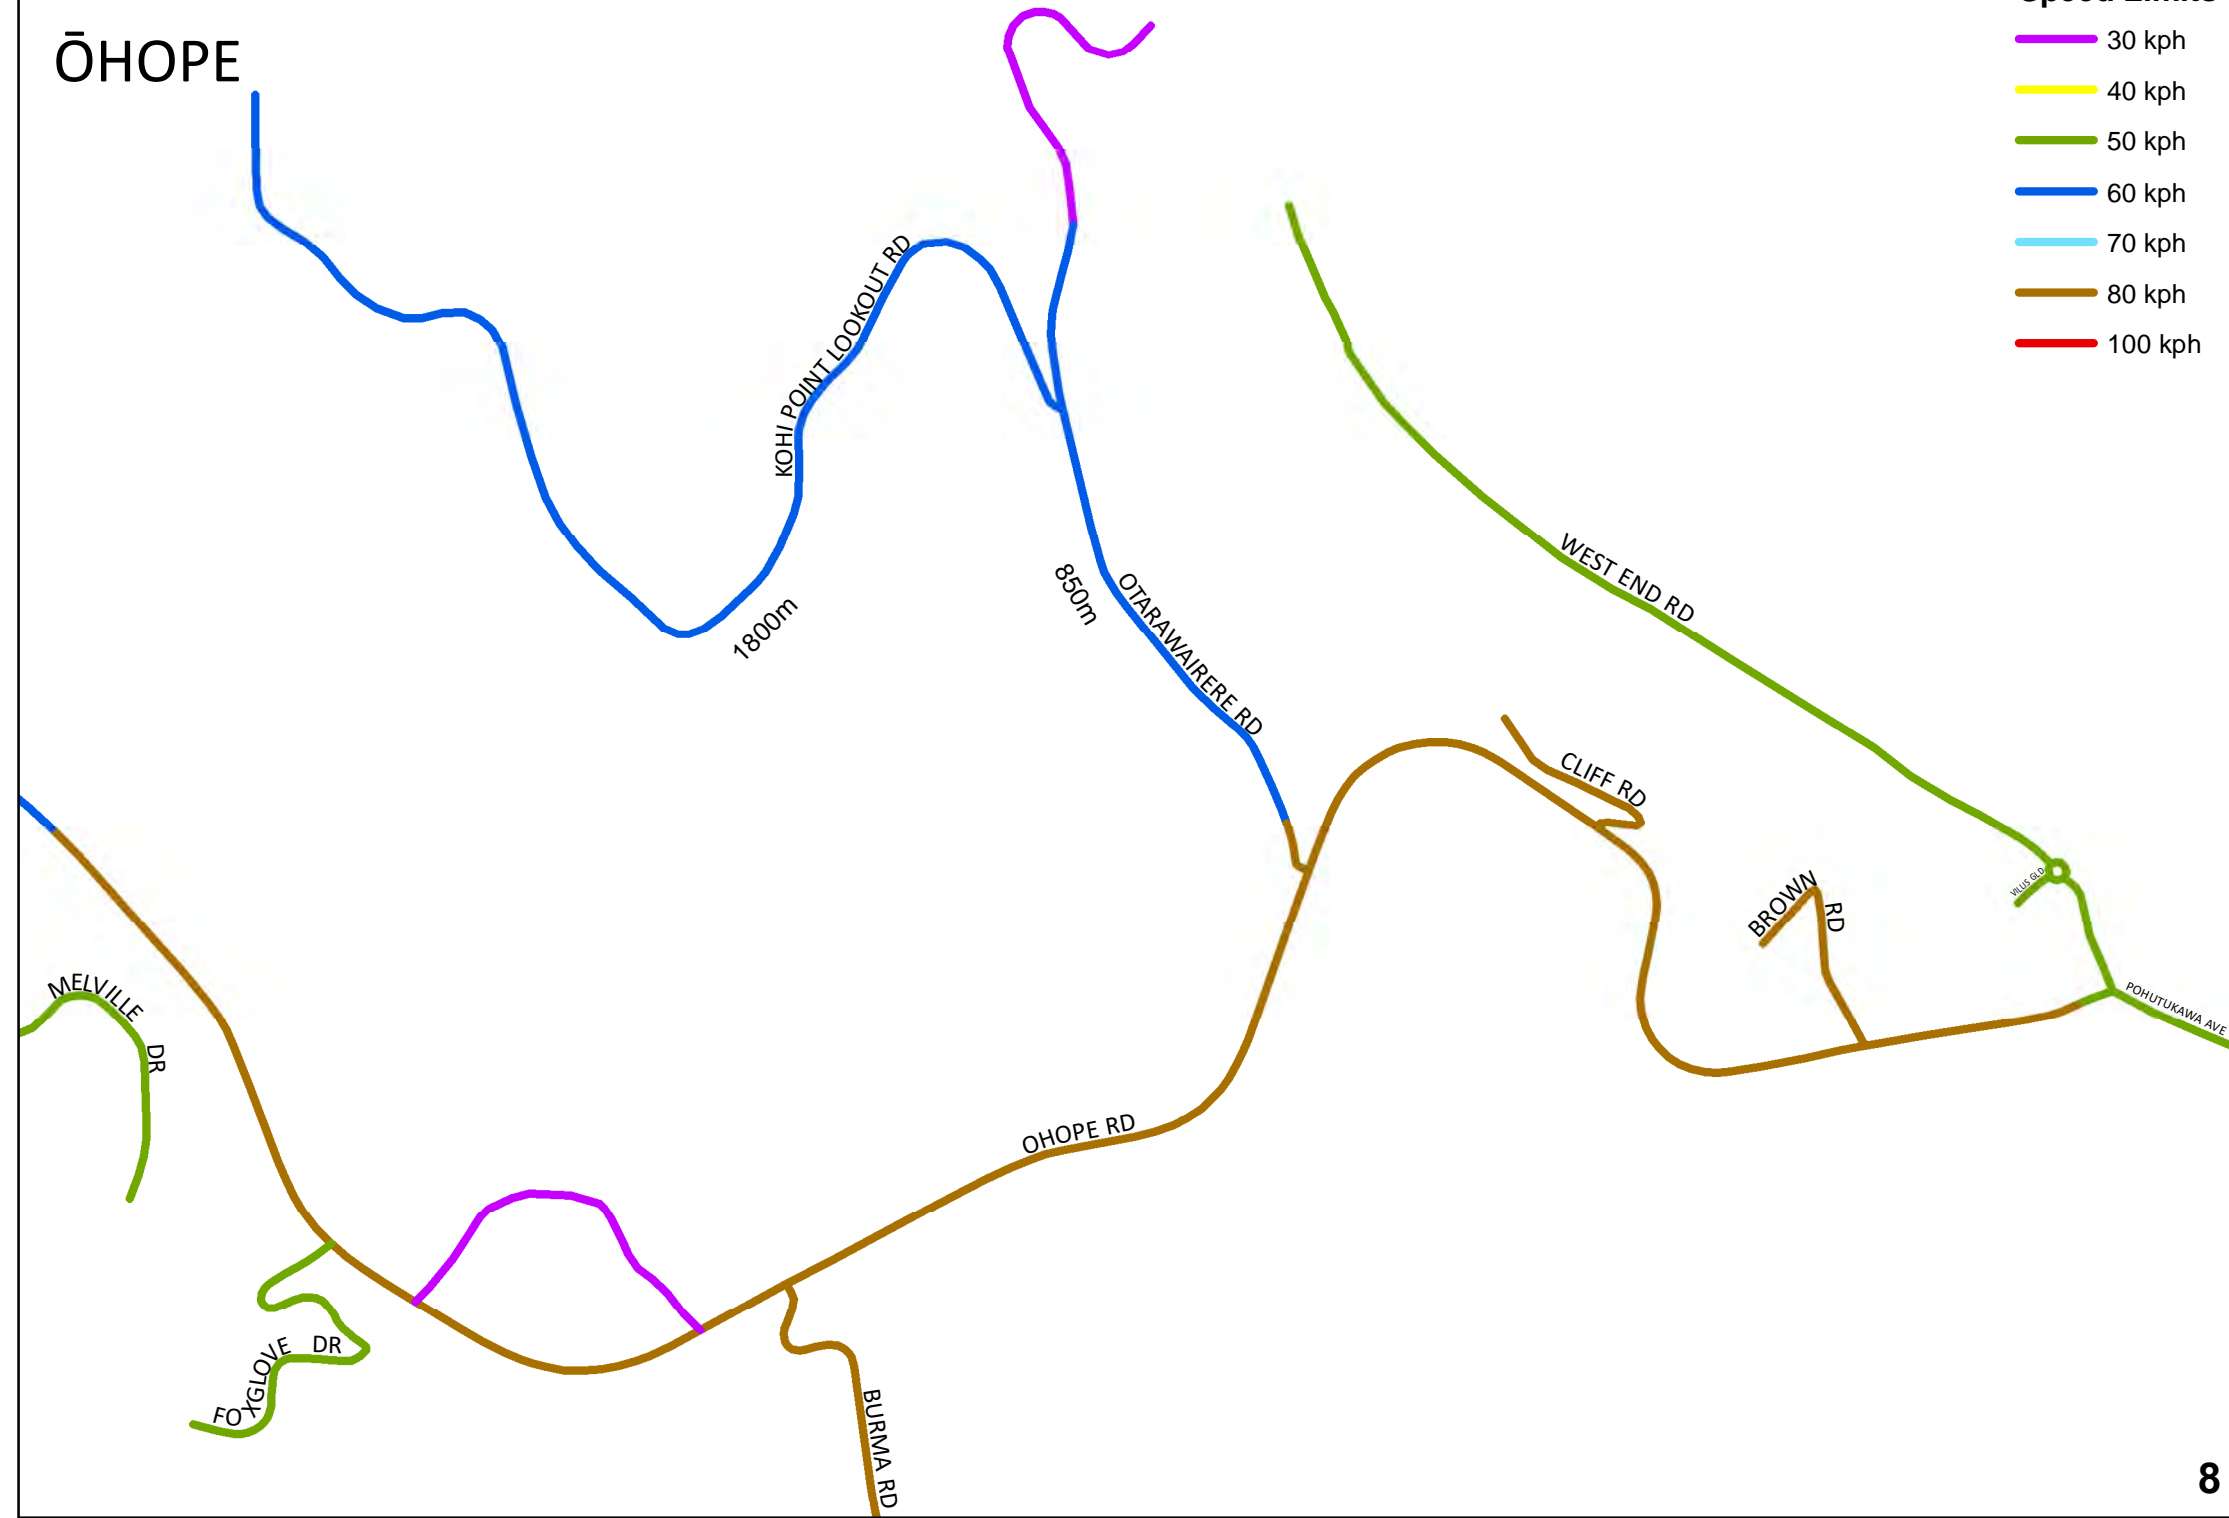 ŌHOPE
Speed Limits
30 kph
40 kph
50 kph
60 kph
70 kph
80 kph
100 kph
KOHI POINT LOOKOUT RD
1800m
850m
OTARAWAIRERE RD
WEST END RD
CLIFF RD
VILLIS GLD
BROWN RD
POHUTUKAWA AVE
MELVILLE DR
OHOPE RD
FOXGLOVE DR
BURMA RD
8